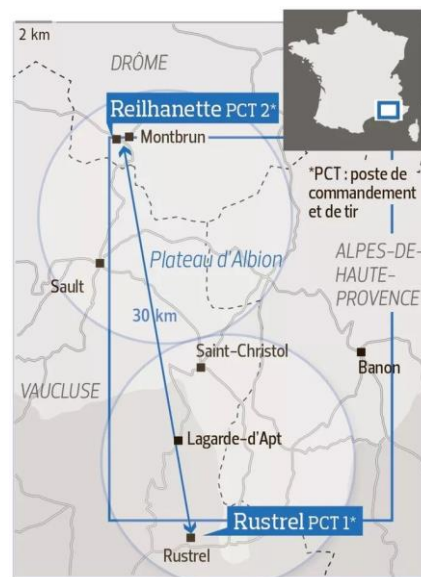 2 km
DRÔME
Reilhanette PCT 2*
Montbrun
*PCT : poste de
commandement
et de tir
Plateau d'Albion
ALPES-DE-
HAUTE-
PROVENCE
Sault
30 km
Saint-Christol
Banon
VAUCLUSE
Lagarde-d'Apt
Rustrel PCT 1*
Rustrel